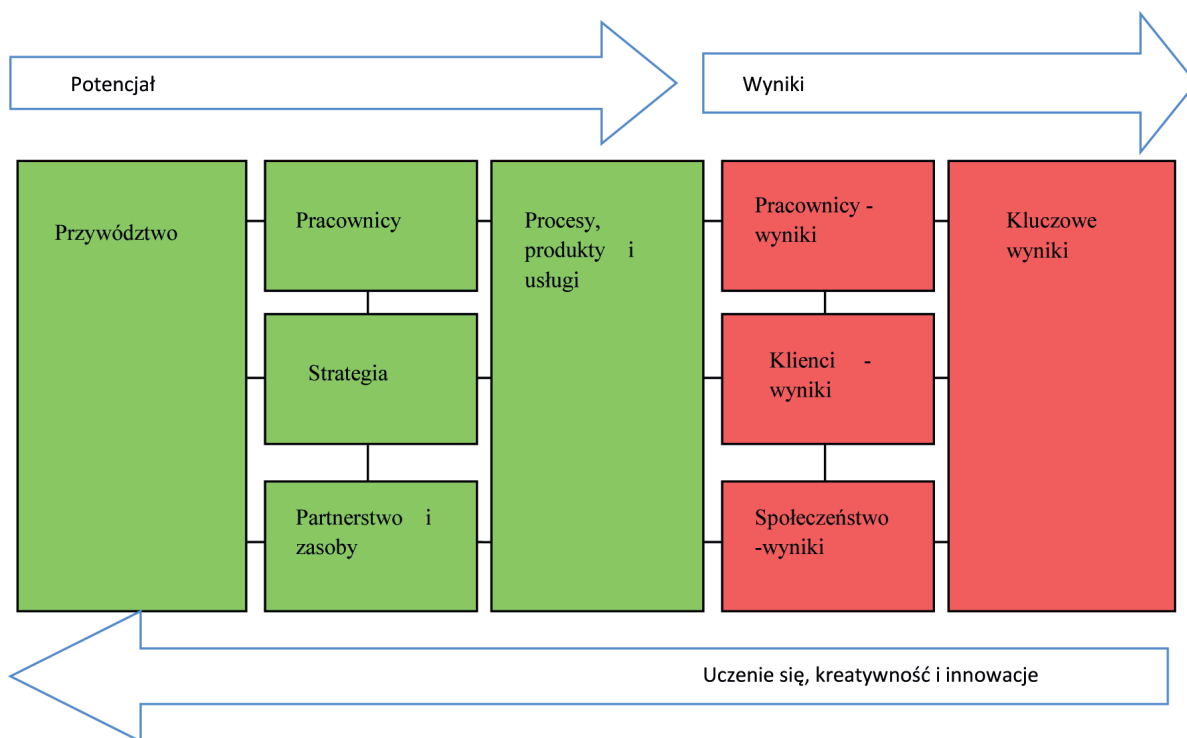 Potencjał
Wyniki
Przywództwo
Pracownicy
Strategia
Partnerstwo i
zasoby
Procesy,
produkty i
usługi
Pracownicy -
wyniki
Klienci -
wyniki
Społeczeństwo
-wyniki
Kluczowe
wyniki
Uczenie się, kreatywność i innowacje